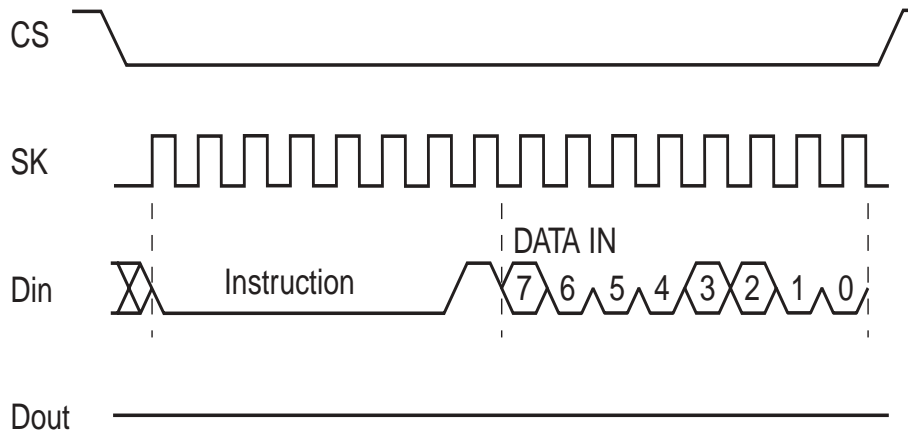 CS
SK
DATA IN
Din Instruction 7 6 5 4 3 2 1 0
Dout